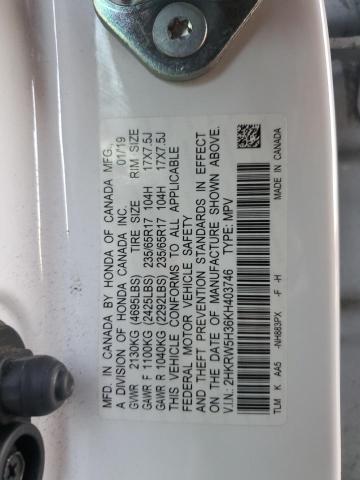 MFD. IN CANADA BY HONDA OF CANADA MFG.,
A DIVISION OF HONDA CANADA INC. 01/19
GVWR 2130KG (4695LBS) TIRE SIZE RIM SIZE
GAWR F 1100KG (2425LBS) 235/65R17 104H 17X7.5J
GAWR R 1040KG (2292LBS) 235/65R17 104H 17X7.5J
THIS VEHICLE CONFORMS TO ALL APPLICABLE
FEDERAL MOTOR VEHICLE SAFETY
AND THEFT PREVENTION STANDARDS IN EFFECT
ON THE DATE OF MANUFACTURE SHOWN ABOVE.
V.I.N.: 2HKRW5H36KH403746 TYPE: MPV
TLM K AA5 -NH883PX -F -H MADE IN CANADA